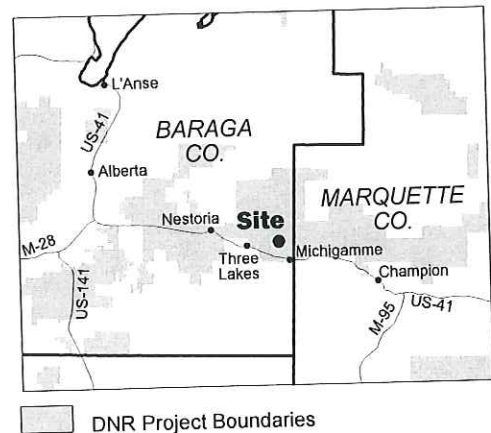 L'Anse
US-41
BARAGA
CO.
Alberta
MARQUETTE
CO.
Nestoria
Site
M-28
Three
Lakes
Michigamme
Champion
US-141
M-95
US-41
DNR Project Boundaries